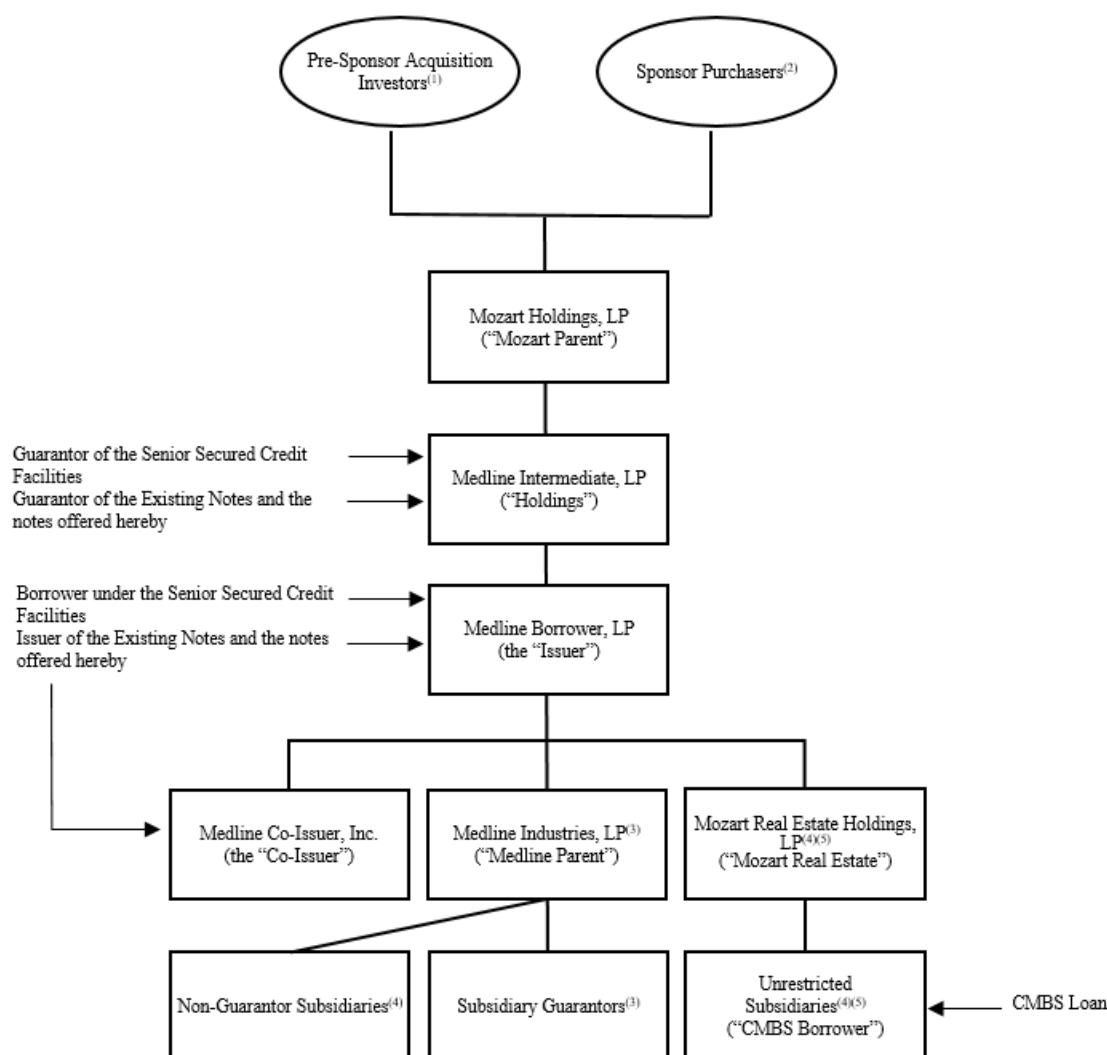 Pre-Sponsor Acquisition
Investors(1)
Sponsor Purchasers(2)
Mozart Holdings, LP
(“Mozart Parent”)
Guarantor of the Senior Secured Credit
Facilities
Guarantor of the Existing Notes and the
notes offered hereby
Medline Intermediate, LP
(“Holdings”)
Borrower under the Senior Secured Credit
Facilities
Issuer of the Existing Notes and the notes
offered hereby
Medline Borrower, LP
(the “Issuer”)
Medline Co-Issuer, Inc.
(the “Co-Issuer”)
Medline Industries, LP(3)
(“Medline Parent”)
Mozart Real Estate Holdings,
LP(4)(5)
(“Mozart Real Estate”)
Non-Guarantor Subsidiaries(4)
Subsidiary Guarantors(3)
Unrestricted
Subsidiaries(4)(5)
(“CMBS Borrower”)
CMBS Loan